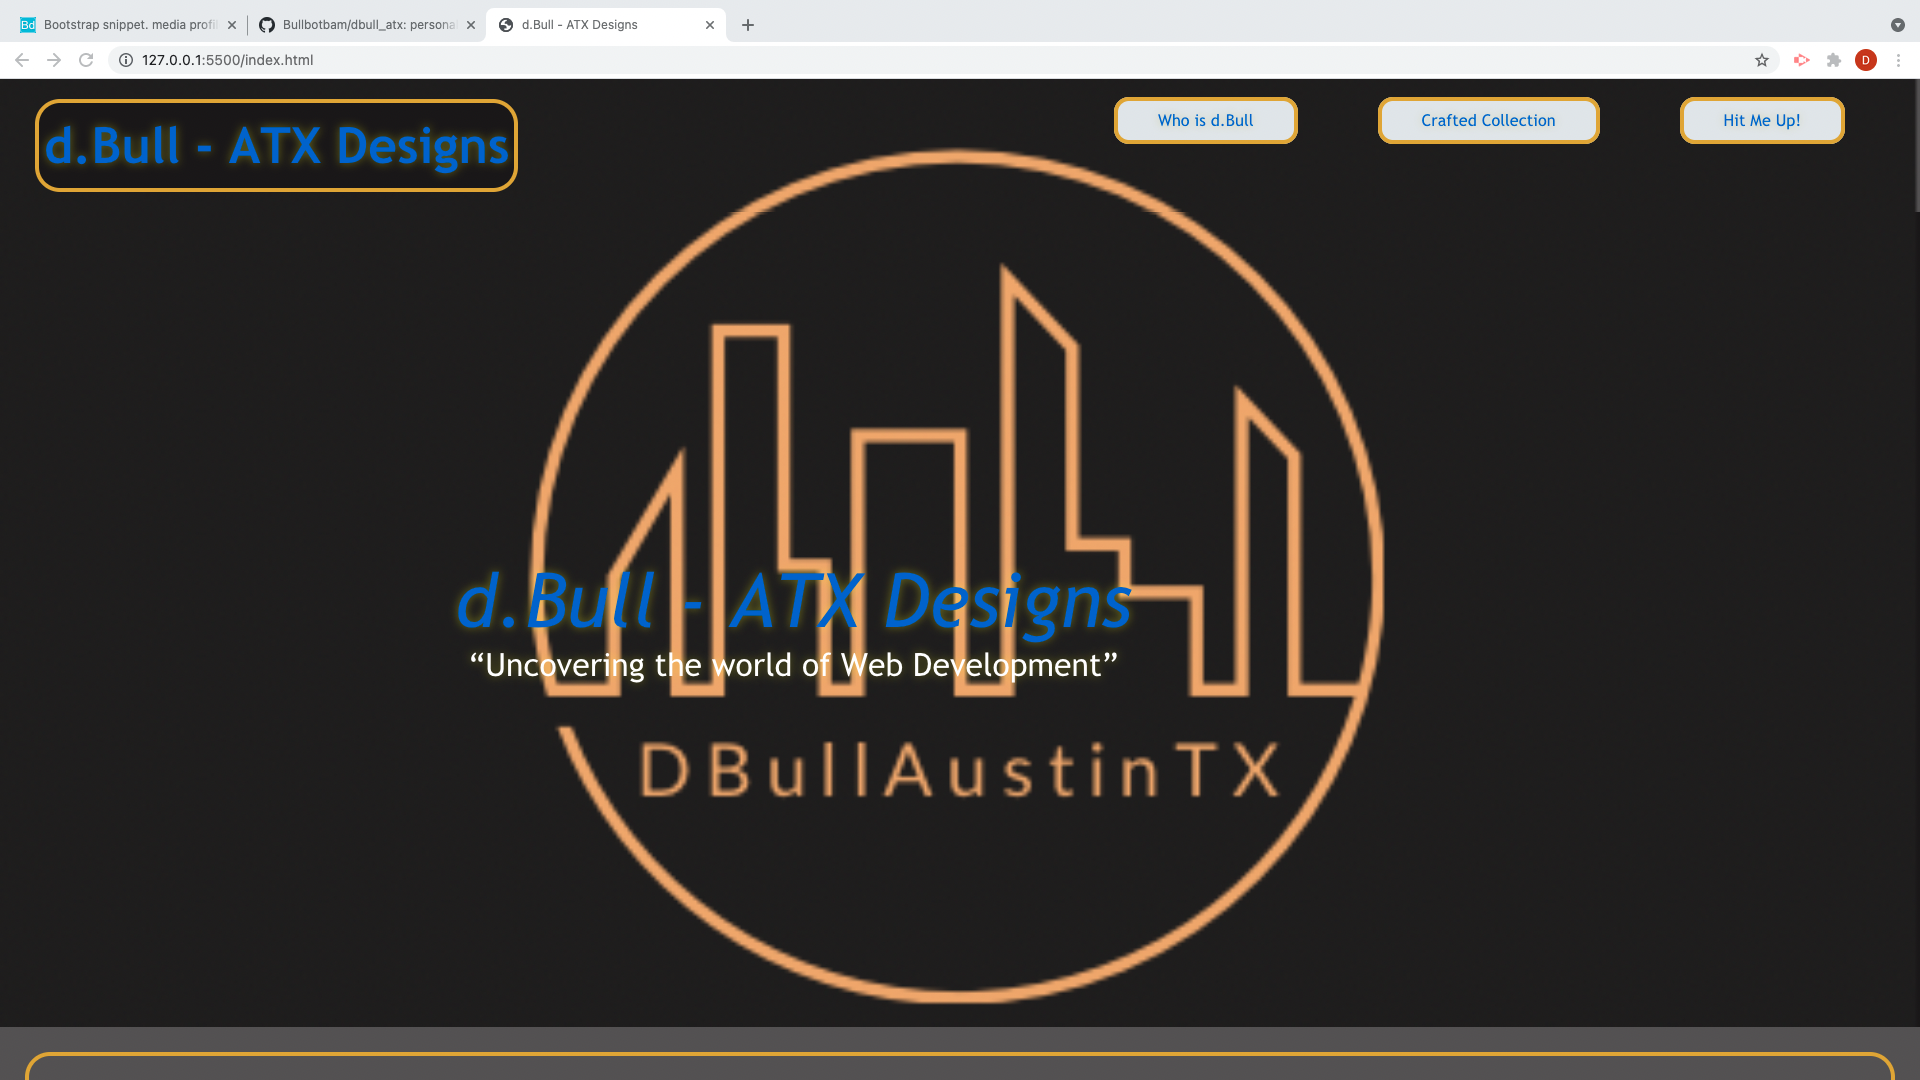 Bd Bootstrap snippet. media profi
Bullbotbam/dbull_atx: persona
d.Bull - ATX Designs
127.0.0.1:5500/index.html
D
d.Bull - ATX Designs
Who is d.Bull
Crafted Collection
Hit Me Up!
d.Bull - ATX Designs
“Uncovering the world of Web Development”
DBullAustinTX